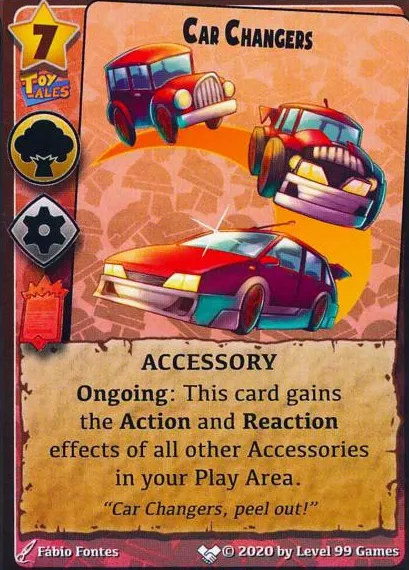 7
CAR CHANGERS
TOY
TALES
ACCESSORY
Ongoing: This card gains
the Action and Reaction
effects of all other Accessories
in your Play Area.
"Car Changers, peel out!"
Fábio Fontes
© 2020 by Level 99 Games